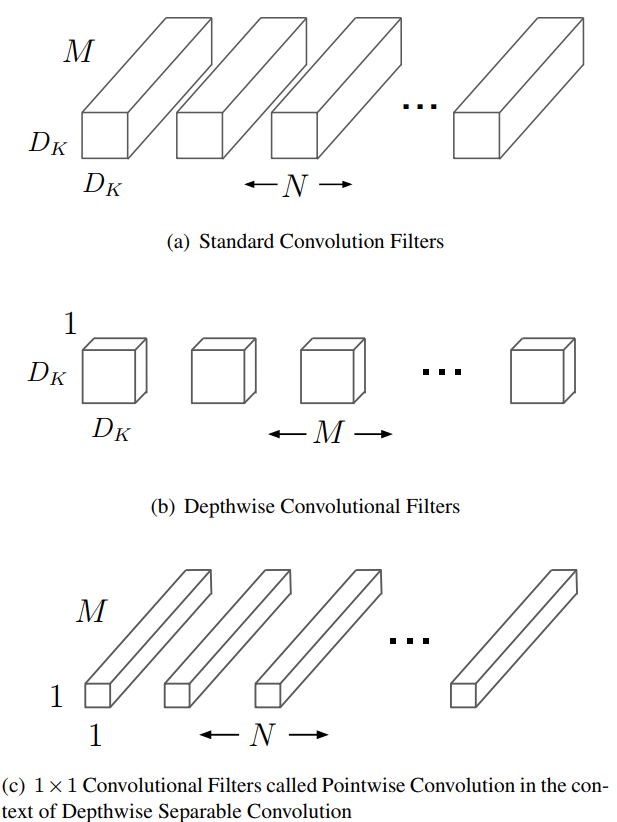 M
D_K
D_K
N
...
(a) Standard Convolution Filters
1
D_K
D_K
M
...
(b) Depthwise Convolutional Filters
M
1
1
N
...
(c) 1 × 1 Convolutional Filters called Pointwise Convolution in the con-
text of Depthwise Separable Convolution